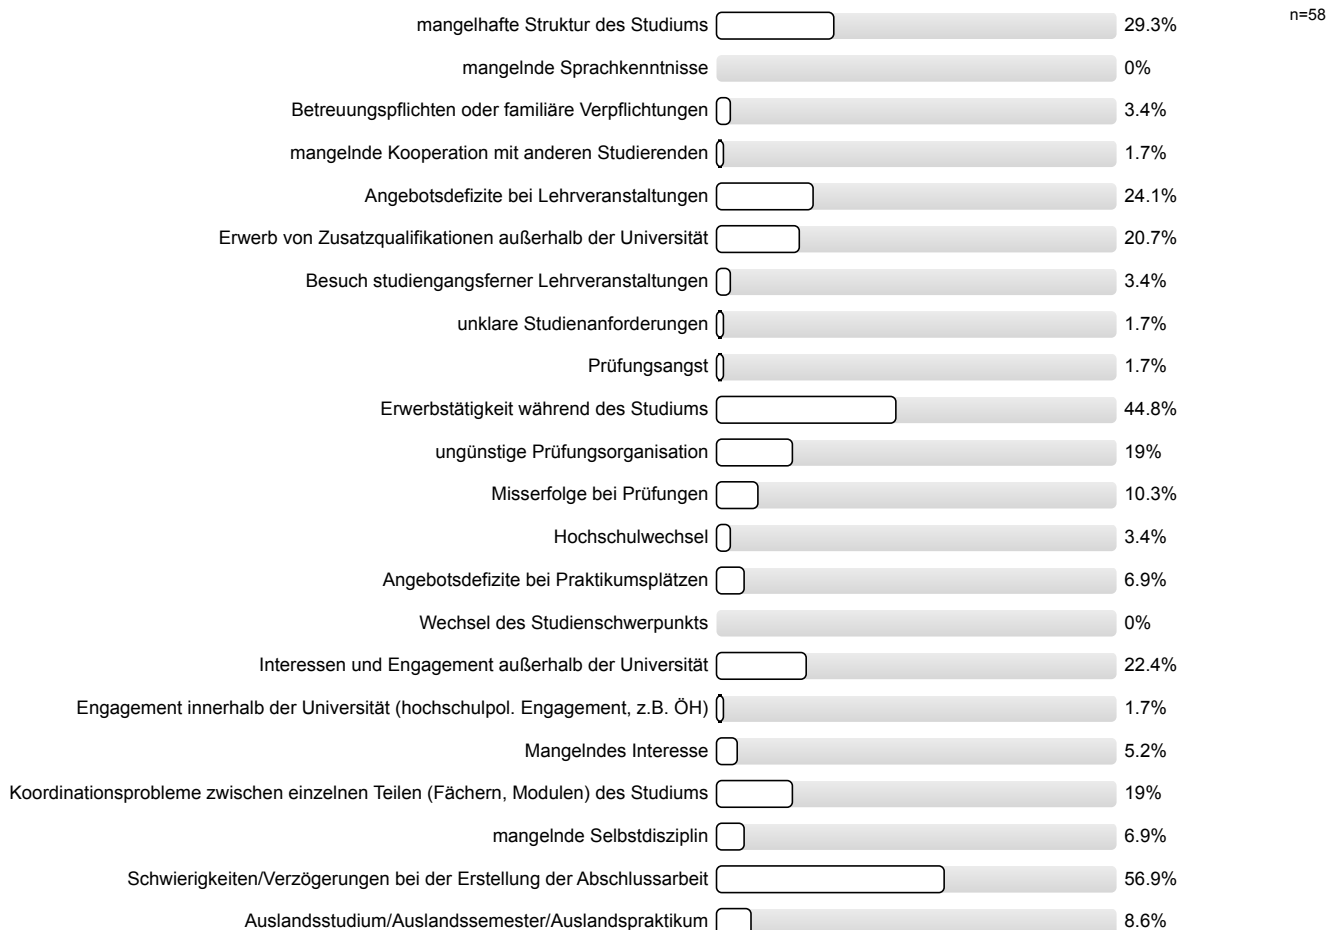 n=58
mangelhafte Struktur des Studiums 29.3%
mangelnde Sprachkenntnisse 0%
Betreuungspflichten oder familiäre Verpflichtungen 3.4%
mangelnde Kooperation mit anderen Studierenden 1.7%
Angebotsdefizite bei Lehrveranstaltungen 24.1%
Erwerb von Zusatzqualifikationen außerhalb der Universität 20.7%
Besuch studiengangsferner Lehrveranstaltungen 3.4%
unklare Studienanforderungen 1.7%
Prüfungsangst 1.7%
Erwerbstätigkeit während des Studiums 44.8%
ungünstige Prüfungsorganisation 19%
Misserfolge bei Prüfungen 10.3%
Hochschulwechsel 3.4%
Angebotsdefizite bei Praktikumsplätzen 6.9%
Wechsel des Studienschwerpunkts 0%
Interessen und Engagement außerhalb der Universität 22.4%
Engagement innerhalb der Universität (hochschulpol. Engagement, z.B. ÖH) 1.7%
Mangelndes Interesse 5.2%
Koordinationsprobleme zwischen einzelnen Teilen (Fächern, Modulen) des Studiums 19%
mangelnde Selbstdisziplin 6.9%
Schwierigkeiten/Verzögerungen bei der Erstellung der Abschlussarbeit 56.9%
Auslandsstudium/Auslandssemester/Auslandspraktikum 8.6%